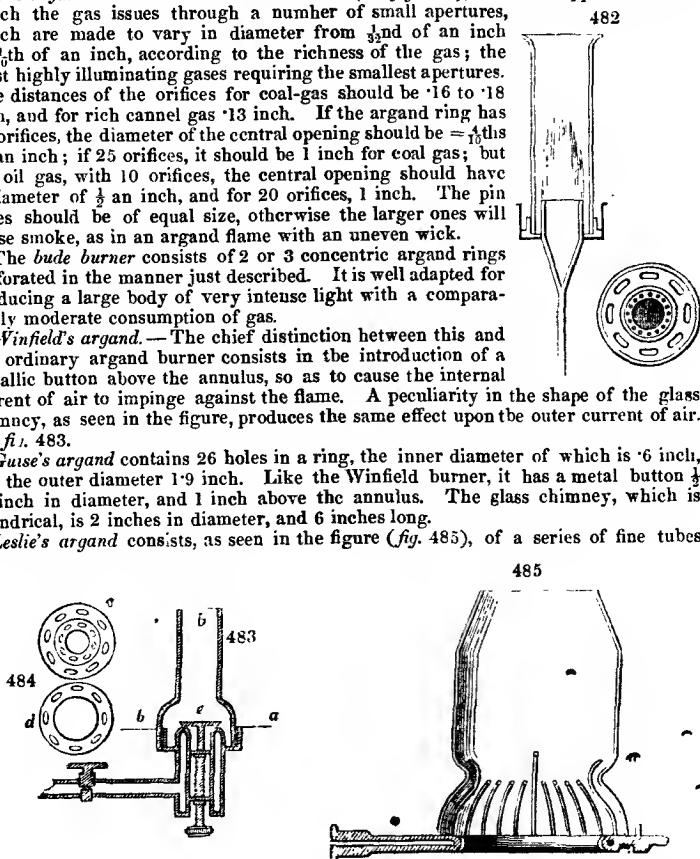 ch the gas issues through a number of small apertures,
ch are made to vary in diameter from 1/32nd of an inch
th of an inch, according to the richness of the gas; the
t highly illuminating gases requiring the smallest apertures.
e distances of the orifices for coal-gas should be ·16 to ·18
, and for rich cannel gas ·13 inch. If the argand ring has
orifices, the diameter of the central opening should be = 4/10ths
an inch; if 25 orifices, it should be 1 inch for coal gas; but
oil gas, with 10 orifices, the central opening should have
iameter of ½ an inch, and for 20 orifices, 1 inch. The pin
es should be of equal size, otherwise the larger ones will
se smoke, as in an argand flame with an uneven wick.
The bude burner consists of 2 or 3 concentric argand rings
forated in the manner just described. It is well adapted for
ducing a large body of very intense light with a compara-
ly moderate consumption of gas.
Winfield's argand.—The chief distinction between this and
ordinary argand burner consists in the introduction of a
allic button above the annulus, so as to cause the internal
rent of air to impinge against the flame. A peculiarity in the shape of the glass
mney, as seen in the figure, produces the same effect upon the outer current of air.
fig. 483.
Guise's argand contains 26 holes in a ring, the inner diameter of which is ·6 inch,
the outer diameter 1·9 inch. Like the Winfield burner, it has a metal button ½
inch in diameter, and 1 inch above the annulus. The glass chimney, which is
ndrical, is 2 inches in diameter, and 6 inches long.
Leslie's argand consists, as seen in the figure (fig. 485), of a series of fine tubes
482
485
b
483
484
d
b
e
a